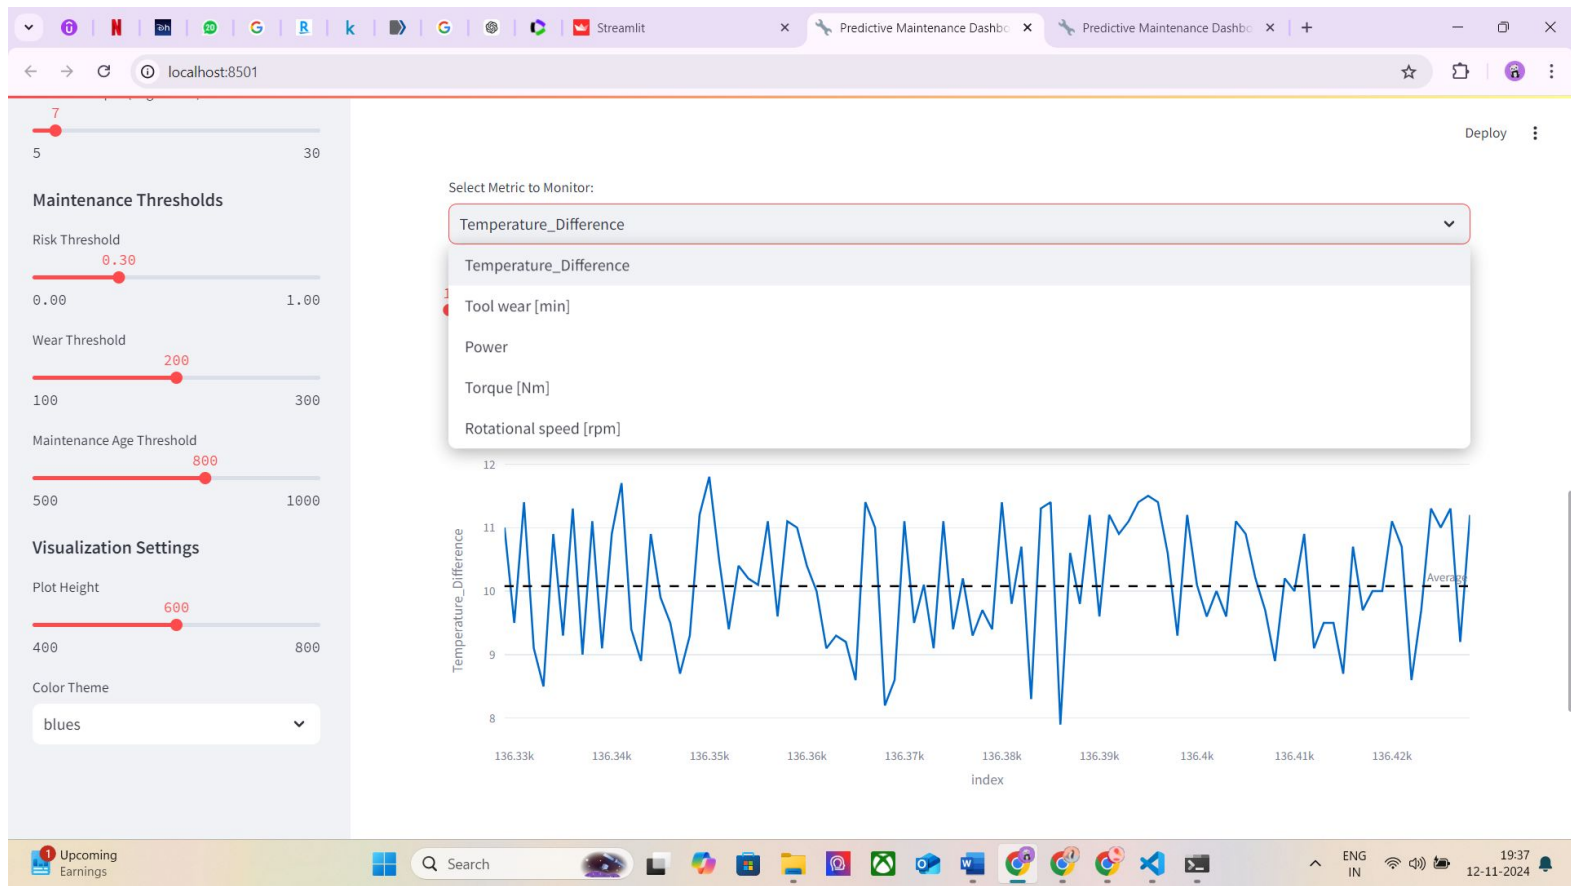 Streamlit
Predictive Maintenance Dashbo
Predictive Maintenance Dashbo
localhost:8501
7
5 30
Maintenance Thresholds
Risk Threshold
0.30
0.00 1.00
Wear Threshold
200
100 300
Maintenance Age Threshold
800
500 1000
Visualization Settings
Plot Height
600
400 800
Color Theme
blues
Deploy
Select Metric to Monitor:
Temperature_Difference
Temperature_Difference
Tool wear [min]
Power
Torque [Nm]
Rotational speed [rpm]
12
11
10
9
8
Temperature_Difference
Average
136.33k 136.34k 136.35k 136.36k 136.37k 136.38k 136.39k 136.4k 136.41k 136.42k
index
1
Upcoming
Earnings
Search
ENG
IN
19:37
12-11-2024